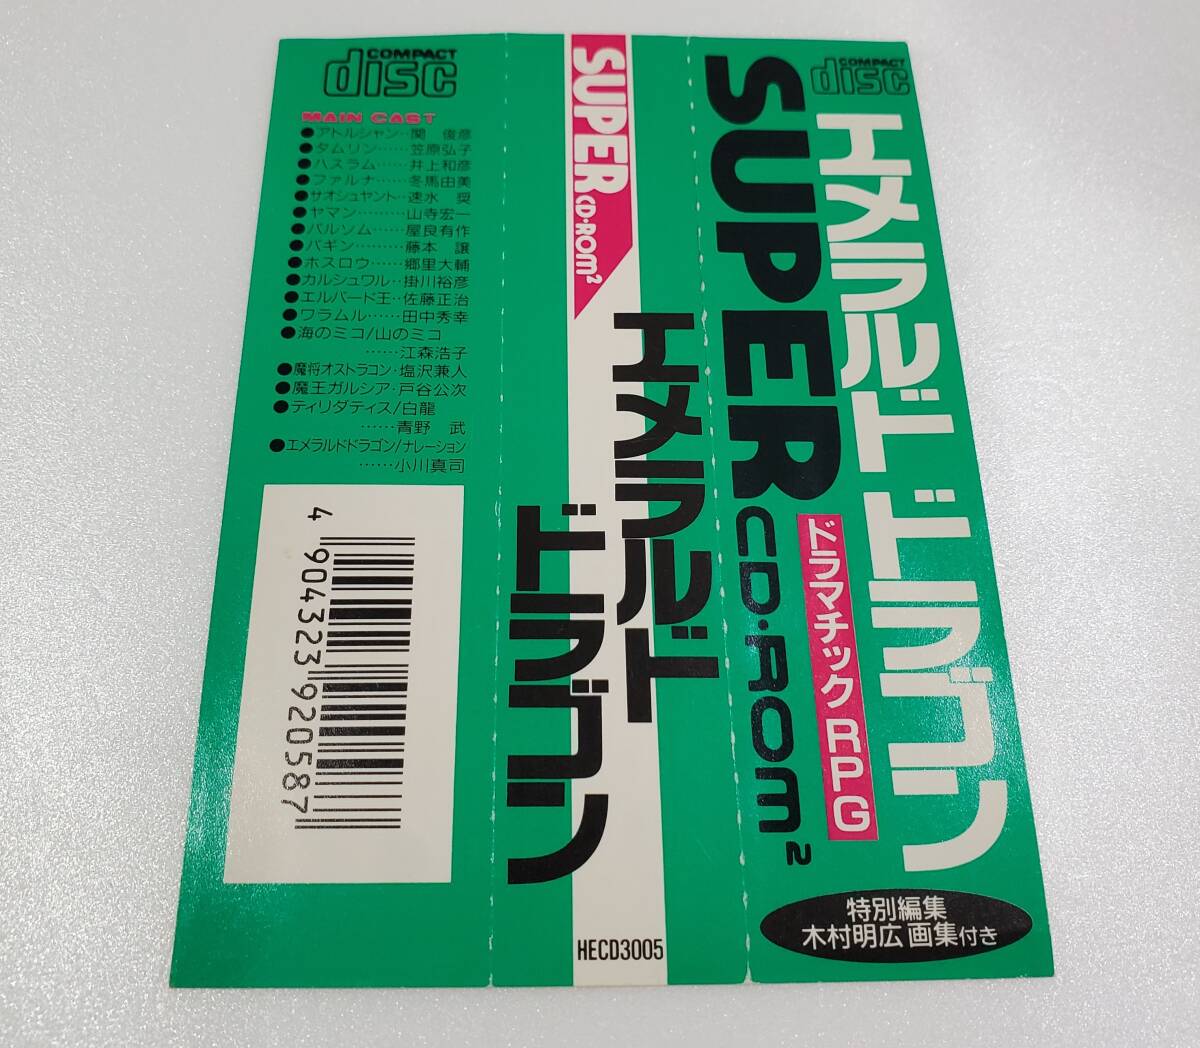 COMPACT
disc
MAIN CAST
●アトルシャン‥関 俊彦
●タムリン……笠原弘子
●ハスラム……井上和彦
●ファルナ……冬馬由美
●サオシュヤント‥速水 奨
●ヤマン………山寺宏一
●バルソム……屋良有作
●バギン………藤本 譲
●ホスロウ……郷里大輔
●カルシュワル‥掛川裕彦
●エルバード王‥佐藤正治
●ワラムル……田中秀幸
●海のミコ/山のミコ
……江森浩子
●魔将オストラコン‥塩沢兼人
●魔王ガルシア‥戸谷公次
●ティリダティス/白龍
……青野 武
●エメラルドドラゴン/ナレーション
……小川真司
4 904323 920587
SUPER CD・ROM²
エメラルド
ドラゴン
HECD3005
COMPACT
disc
エメラルド ドラゴン
SUPER CD・ROM²
ドラマチック RPG
特別編集
木村明広 画集付き